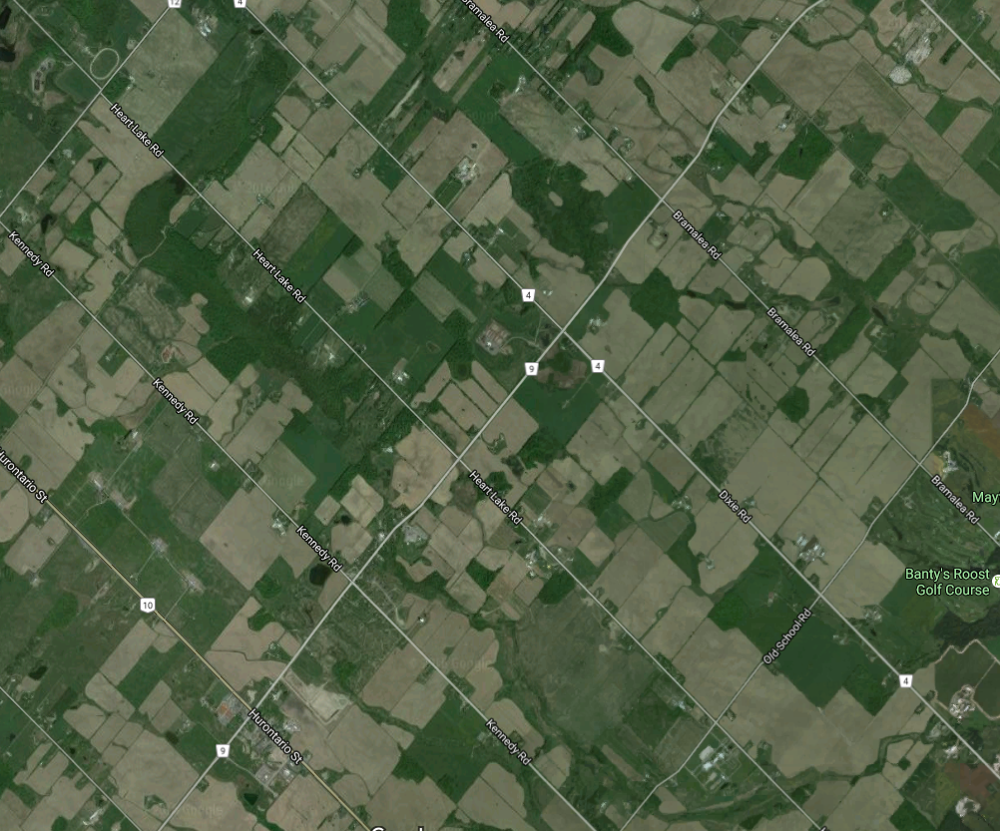 12
4
Bramalea Rd
Heart Lake Rd
Bramalea Rd
Kennedy Rd
Heart Lake Rd
4
Bramalea Rd
9
4
Kennedy Rd
Hurontario St
Heart Lake Rd
Dixie Rd
Bramalea Rd
May
Kennedy Rd
Banty's Roost
Golf Course
10
Old School Rd
4
Hurontario St
9
Kennedy Rd